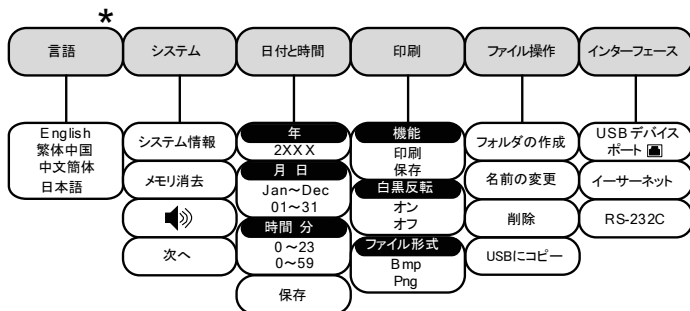 *
言語
システム
日付と時間
印刷
ファイル操作
インターフェース
English
繁体中国
中文簡体
日本語
システム情報
メモリ消去
次へ
年
2XXX
月 日
Jan～Dec
01～31
時間 分
0～23
0～59
保存
機能
印刷
保存
白黒反転
オン
オフ
ファイル形式
Bmp
Png
フォルダの作成
名前の変更
削除
USBにコピー
USBデバイス
ポート
イーサーネット
RS-232C